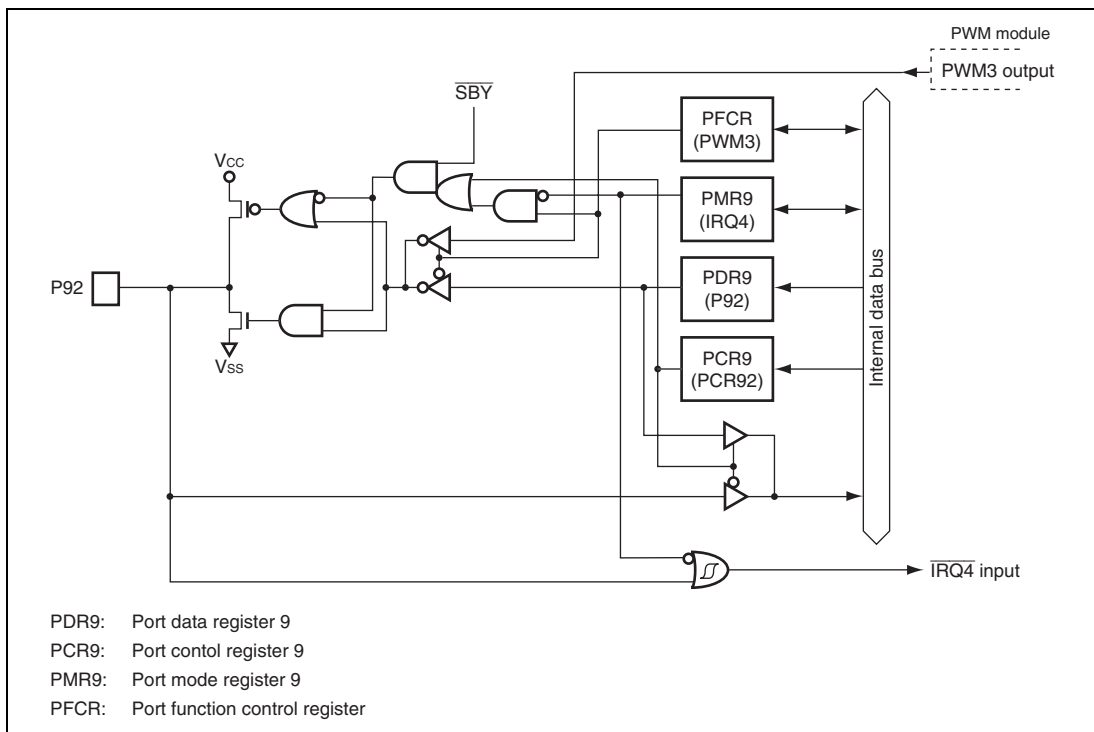 PWM module
PWM3 output
SBY
PFCR
(PWM3)
VCC
PMR9
(IRQ4)
P92
PDR9
(P92)
VSS
PCR9
(PCR92)
Internal data bus
IRQ4 input
PDR9: Port data register 9
PCR9: Port contol register 9
PMR9: Port mode register 9
PFCR: Port function control register